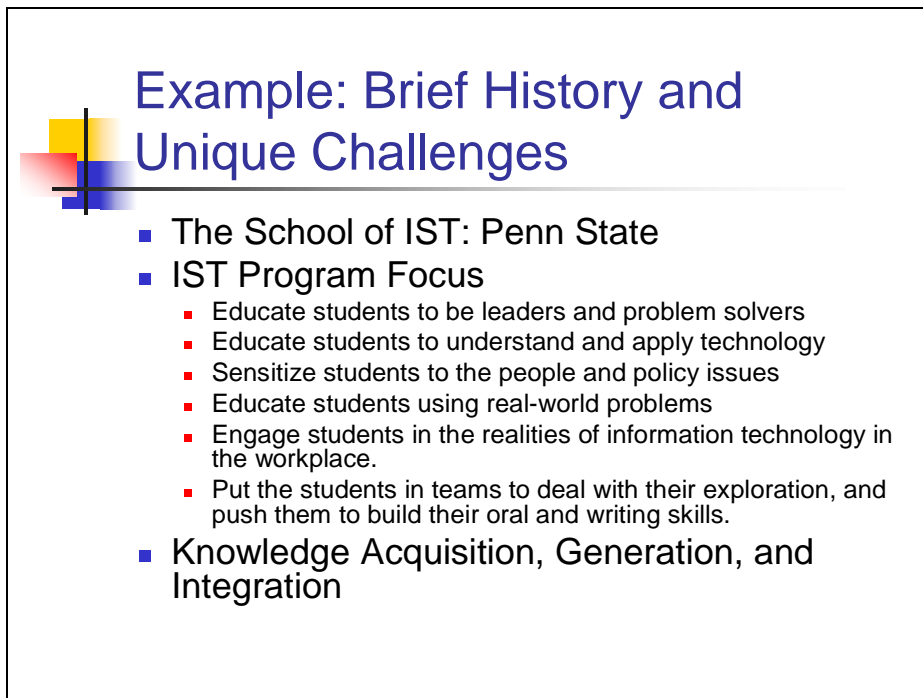 Example: Brief History and
Unique Challenges
The School of IST: Penn State
IST Program Focus
Educate students to be leaders and problem solvers
Educate students to understand and apply technology
Sensitize students to the people and policy issues
Educate students using real-world problems
Engage students in the realities of information technology in
the workplace.
Put the students in teams to deal with their exploration, and
push them to build their oral and writing skills.
Knowledge Acquisition, Generation, and
Integration